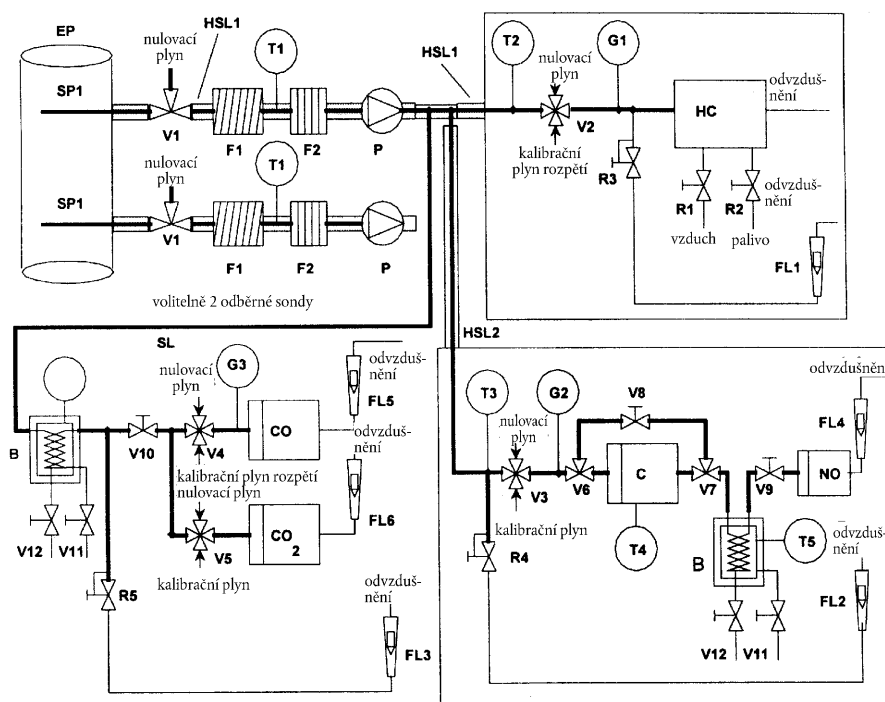 EP
nulovací
plyn
HSL1
T1
SP1
V1
F1
F2
P
nulovací
plyn
T1
SP1
V1
F1
F2
P
volitelně 2 odběrné sondy
HSL1
T2
nulovací
plyn
G1
V2
kalibrační
plyn rozpětí
R3
HC
odvzduš-
nění
R1
R2
odvzduš-
nění
vzduch
palivo
FL1
HSL2
SL
nulovací
plyn
G3
odvzduš-
nění
FL5
B
V10
V4
CO
odvzduš-
nění
kalibrační plyn rozpětí
nulovací plyn
V12
V11
V5
CO2
FL6
kalibrační plyn
R5
odvzduš-
nění
FL3
T3
nulovací
plyn
G2
V8
odvzdušnění
FL4
V3
V6
C
V7
V9
NO
kalibrační plyn
R4
T4
B
T5
odvzduš-
nění
FL2
V12
V11